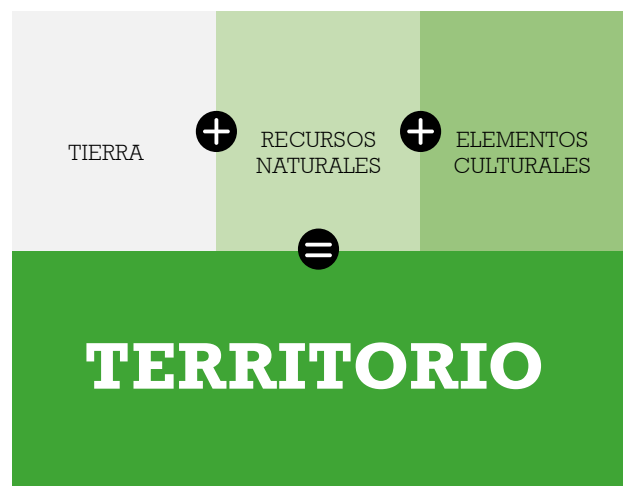 TIERRA
+
RECURSOS
NATURALES
+
ELEMENTOS
CULTURALES
=
TERRITORIO